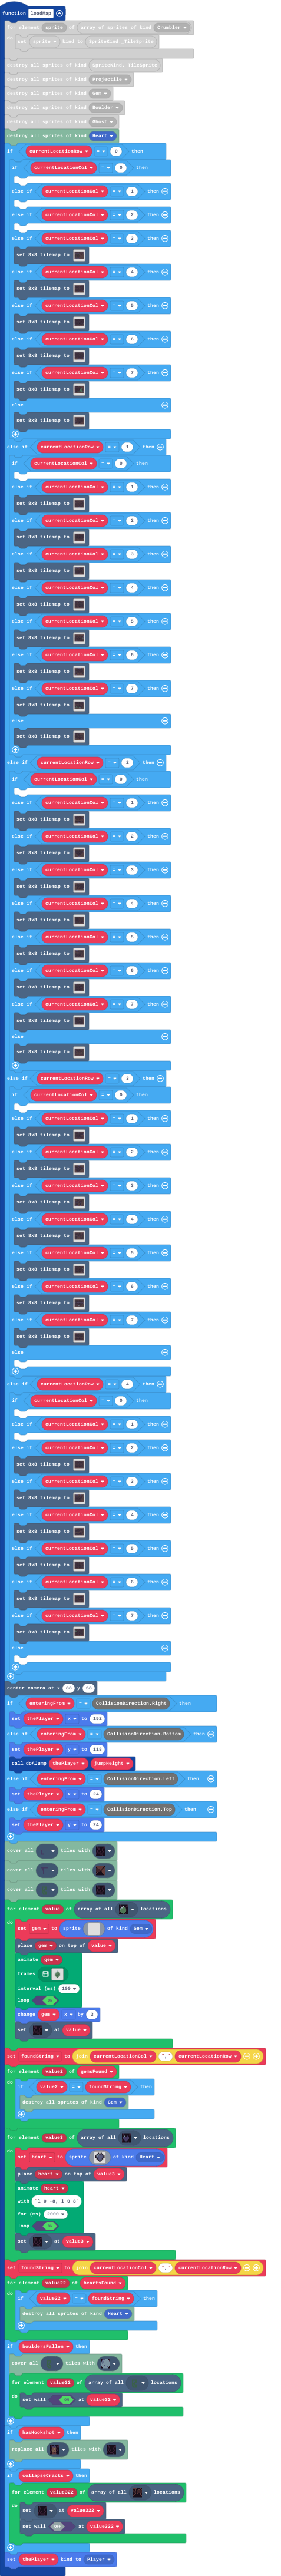 function loadMap
for element sprite of array of sprites of kind Crumbler
do
set sprite kind to SpriteKind._TileSprite
destroy all sprites of kind SpriteKind._TileSprite
destroy all sprites of kind Projectile
destroy all sprites of kind Gem
destroy all sprites of kind Boulder
destroy all sprites of kind Ghost
destroy all sprites of kind Heart
if currentLocationRow = 0 then
if currentLocationCol = 0 then
else if currentLocationCol = 1 then
else if currentLocationCol = 2 then
else if currentLocationCol = 3 then
set 8x8 tilemap to
else if currentLocationCol = 4 then
set 8x8 tilemap to
else if currentLocationCol = 5 then
set 8x8 tilemap to
else if currentLocationCol = 6 then
set 8x8 tilemap to
else if currentLocationCol = 7 then
set 8x8 tilemap to
else
set 8x8 tilemap to
else if currentLocationRow = 1 then
if currentLocationCol = 0 then
else if currentLocationCol = 1 then
set 8x8 tilemap to
else if currentLocationCol = 2 then
set 8x8 tilemap to
else if currentLocationCol = 3 then
set 8x8 tilemap to
else if currentLocationCol = 4 then
set 8x8 tilemap to
else if currentLocationCol = 5 then
set 8x8 tilemap to
else if currentLocationCol = 6 then
set 8x8 tilemap to
else if currentLocationCol = 7 then
set 8x8 tilemap to
else
set 8x8 tilemap to
else if currentLocationRow = 2 then
if currentLocationCol = 0 then
else if currentLocationCol = 1 then
set 8x8 tilemap to
else if currentLocationCol = 2 then
set 8x8 tilemap to
else if currentLocationCol = 3 then
set 8x8 tilemap to
else if currentLocationCol = 4 then
set 8x8 tilemap to
else if currentLocationCol = 5 then
set 8x8 tilemap to
else if currentLocationCol = 6 then
set 8x8 tilemap to
else if currentLocationCol = 7 then
set 8x8 tilemap to
else
set 8x8 tilemap to
else if currentLocationRow = 3 then
if currentLocationCol = 0 then
else if currentLocationCol = 1 then
set 8x8 tilemap to
else if currentLocationCol = 2 then
set 8x8 tilemap to
else if currentLocationCol = 3 then
set 8x8 tilemap to
else if currentLocationCol = 4 then
set 8x8 tilemap to
else if currentLocationCol = 5 then
set 8x8 tilemap to
else if currentLocationCol = 6 then
set 8x8 tilemap to
else if currentLocationCol = 7 then
set 8x8 tilemap to
else
else if currentLocationRow = 4 then
if currentLocationCol = 0 then
else if currentLocationCol = 1 then
else if currentLocationCol = 2 then
set 8x8 tilemap to
else if currentLocationCol = 3 then
set 8x8 tilemap to
else if currentLocationCol = 4 then
set 8x8 tilemap to
else if currentLocationCol = 5 then
set 8x8 tilemap to
else if currentLocationCol = 6 then
set 8x8 tilemap to
else if currentLocationCol = 7 then
set 8x8 tilemap to
else
center camera at x 80 y 60
if enteringFrom = CollisionDirection.Right then
set thePlayer x to 152
else if enteringFrom = CollisionDirection.Bottom then
set thePlayer y to 118
call doJump thePlayer jumpHeight
else if enteringFrom = CollisionDirection.Left then
set thePlayer x to 24
else if enteringFrom = CollisionDirection.Top then
set thePlayer y to 24
cover all tiles with
cover all tiles with
cover all tiles with
for element value of array of all locations
do
set gem to sprite of kind Gem
place gem on top of value
animate gem
frames
interval (ms) 100
loop ON
change gem x by 3
set at value
set foundString to join currentLocationCol "," currentLocationRow
for element value2 of gemsFound
do
if value2 = foundString then
destroy all sprites of kind Gem
for element value3 of array of all locations
do
set heart to sprite of kind Heart
place heart on top of value3
animate heart
with "l 0 -8, l 0 8"
for (ms) 2000
loop ON
set at value3
set foundString to join currentLocationCol "," currentLocationRow
for element value22 of heartsFound
do
if value22 = foundString then
destroy all sprites of kind Heart
if bouldersFallen then
cover all tiles with
for element value32 of array of all locations
do
set wall ON at value32
if hasHookshot then
replace all tiles with
if collapseCracks then
for element value322 of array of all locations
do
set at value322
set wall OFF at value322
set thePlayer kind to Player